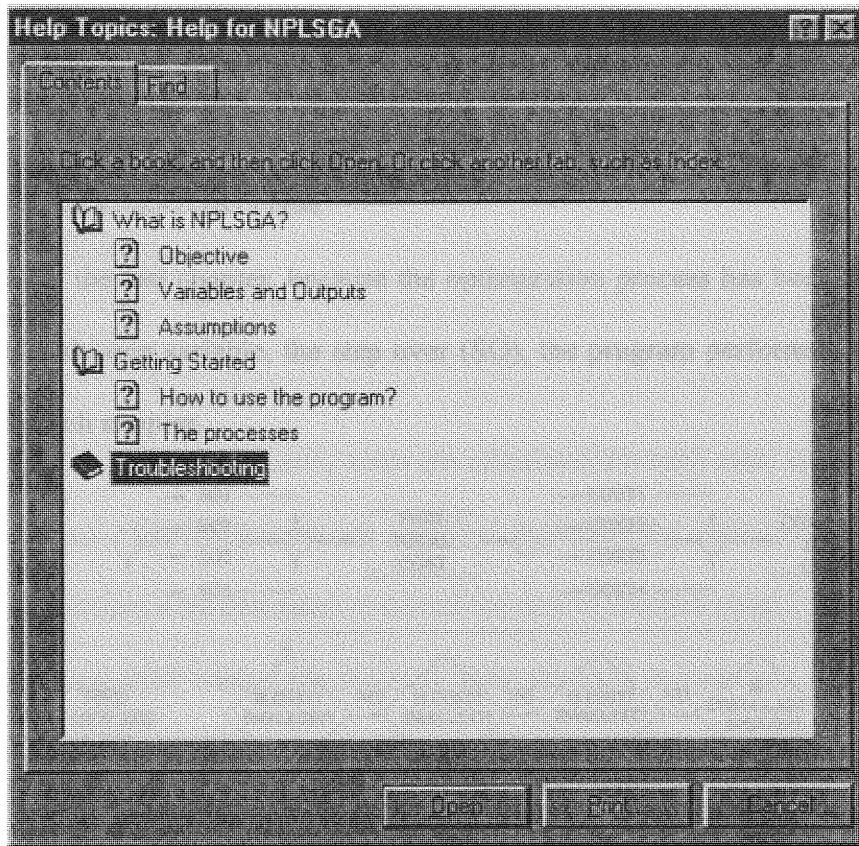 Help Topics: Help for NPLSGA
Contents Find
Click a book, and then click Open. Or click another tab, such as Index.
What is NPLSGA?
? Objective
? Variables and Outputs
? Assumptions
Getting Started
? How to use the program?
? The processes
Troubleshooting
Open Print Cancel